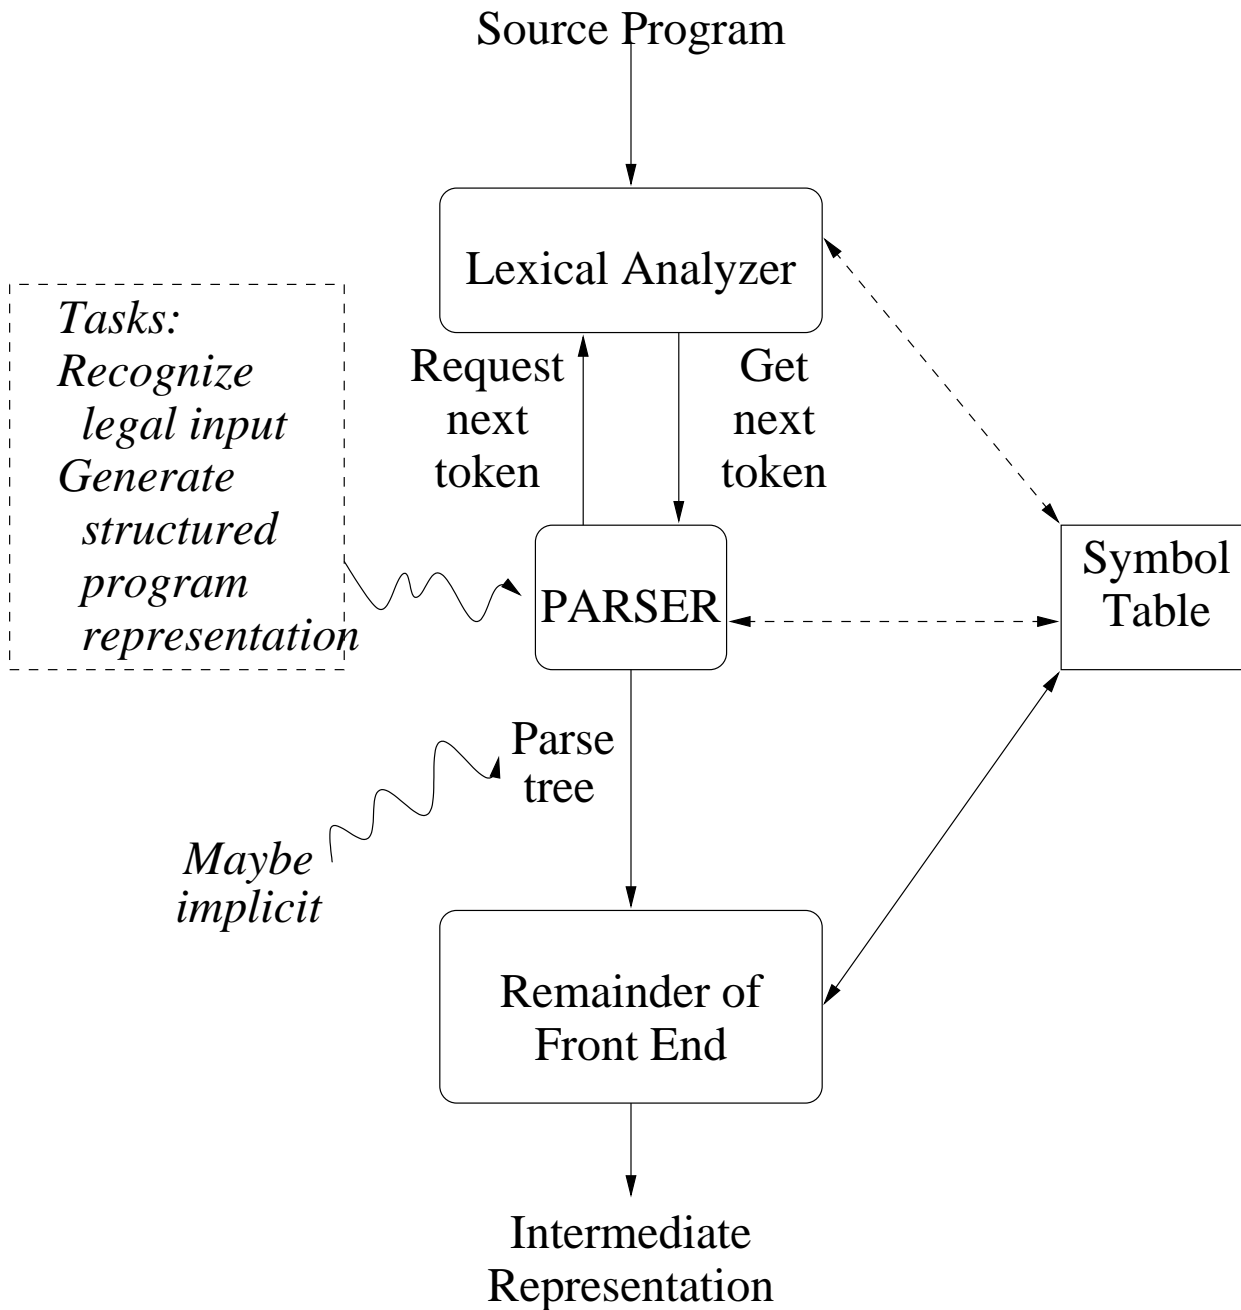 Source Program
Lexical Analyzer
Tasks:
Recognize
legal input
Generate
structured
program
representation
Request
next
token
Get
next
token
PARSER
Symbol
Table
Parse
tree
Maybe
implicit
Remainder of
Front End
Intermediate
Representation